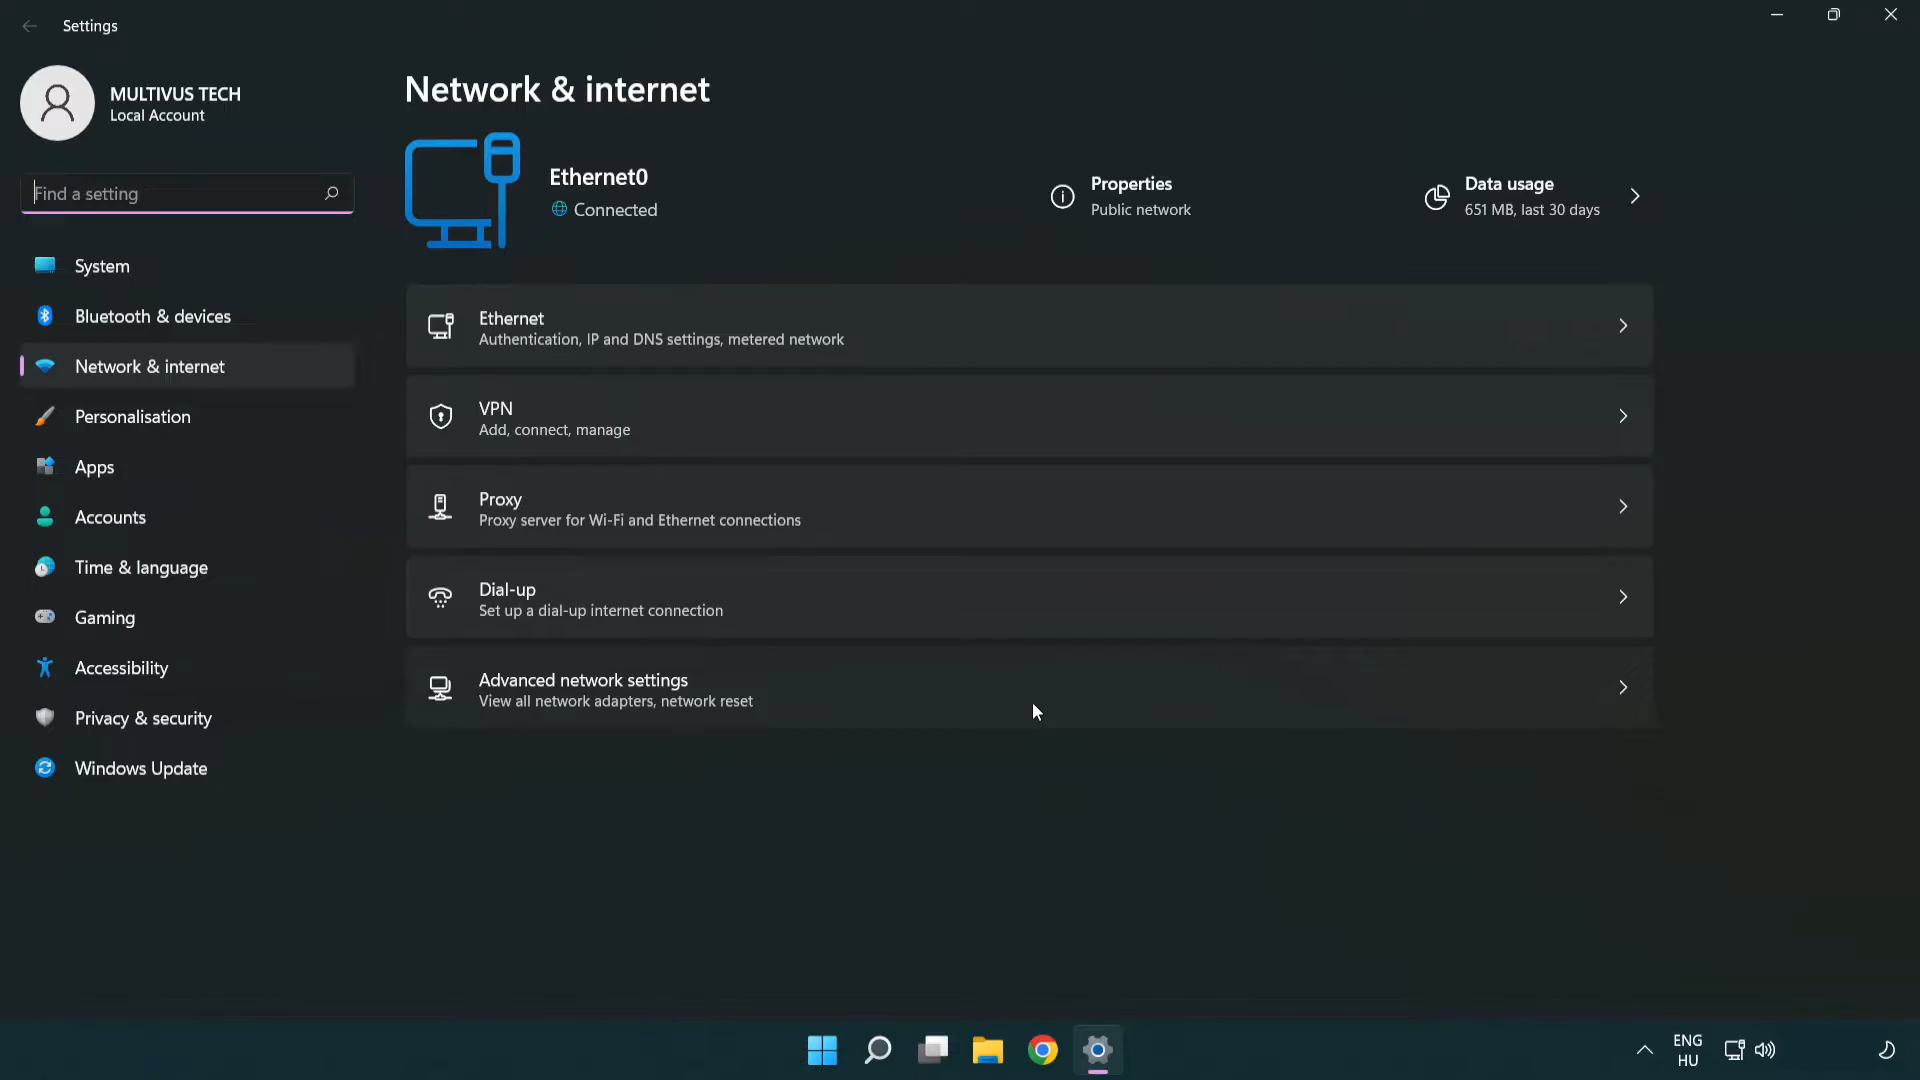 Settings
MULTIVUS TECH
Local Account
Find a setting
System
Bluetooth & devices
Network & internet
Personalisation
Apps
Accounts
Time & language
Gaming
Accessibility
Privacy & security
Windows Update
Network & internet
Ethernet0
Connected
Properties
Public network
Data usage
651 MB, last 30 days
Ethernet
Authentication, IP and DNS settings, metered network
VPN
Add, connect, manage
Proxy
Proxy server for Wi-Fi and Ethernet connections
Dial-up
Set up a dial-up internet connection
Advanced network settings
View all network adapters, network reset
ENG
HU